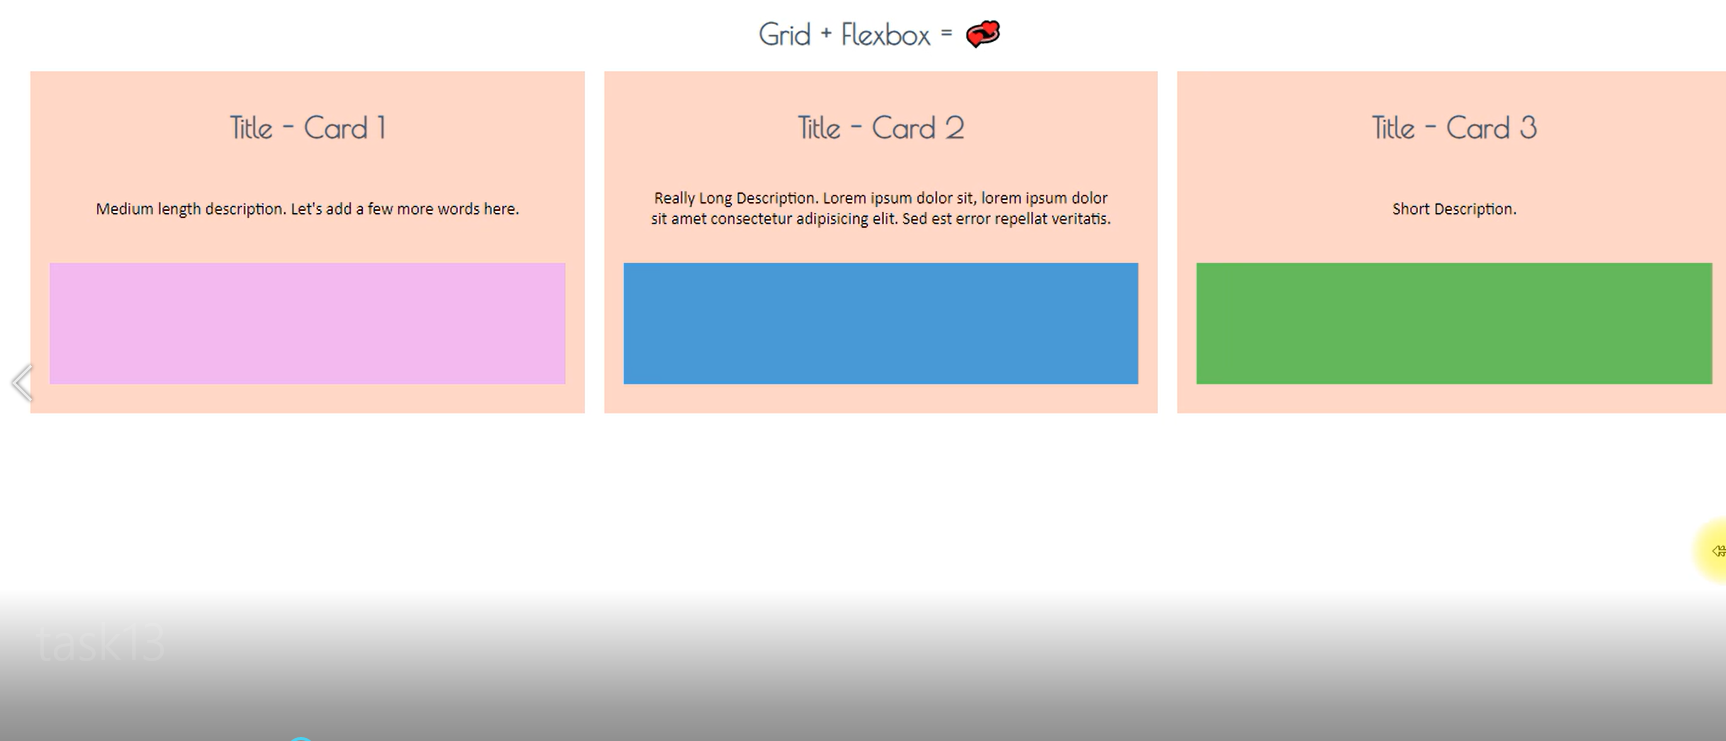 Grid + Flexbox = 💞
Title - Card 1
Medium length description. Let's add a few more words here.
Title - Card 2
Really Long Description. Lorem ipsum dolor sit, lorem ipsum dolor
sit amet consectetur adipisicing elit. Sed est error repellat veritatis.
Title - Card 3
Short Description.
task13